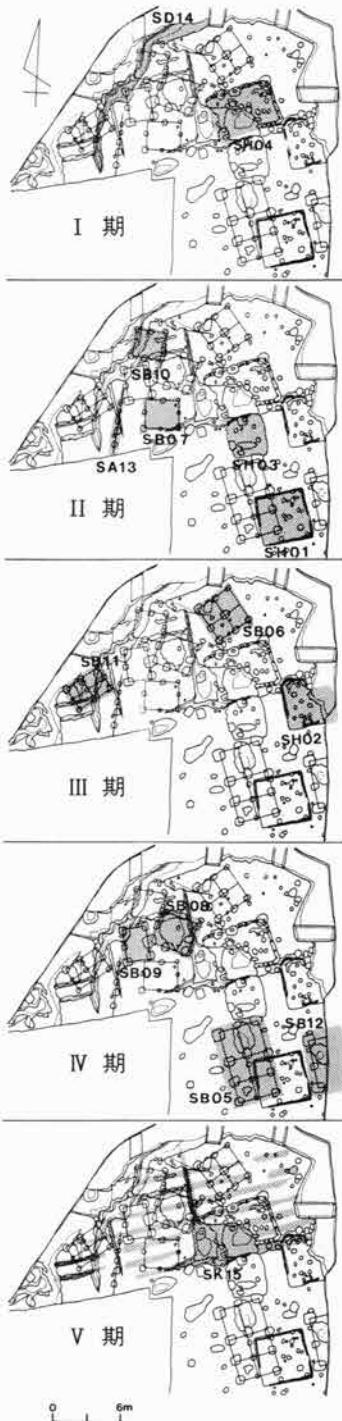 SD14
SH04
I 期
SB10
SB07
SA13
SH03
SH01
II 期
SB06
SB11
SH02
III 期
SB08
SB09
SB12
IV 期
SB05
SK15
V 期
0 6m